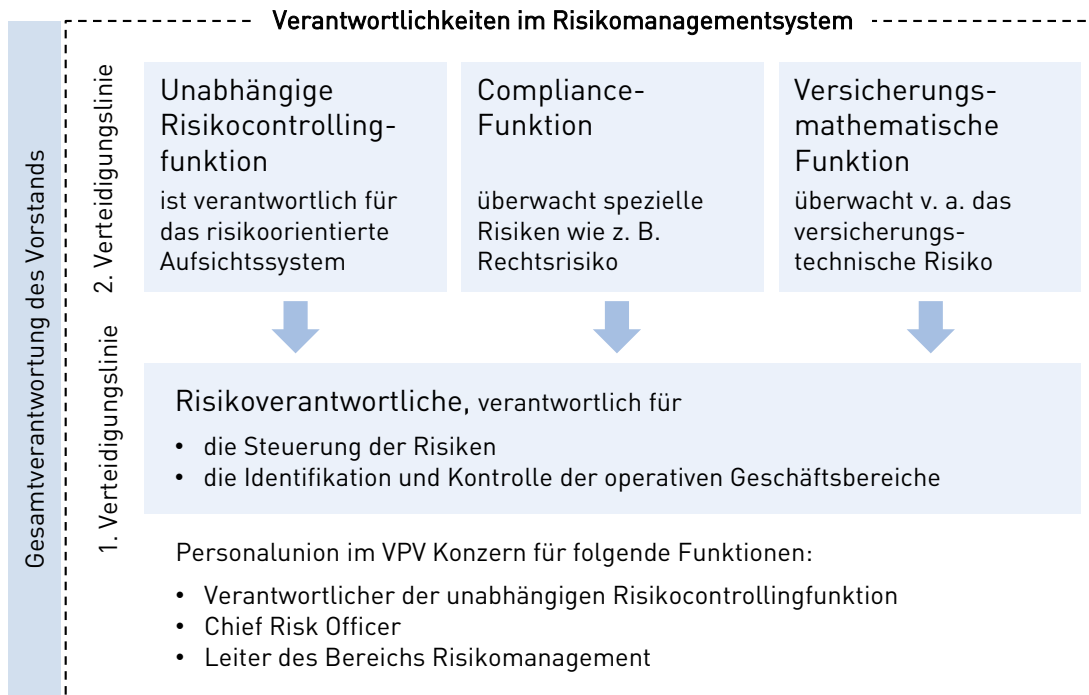 Verantwortlichkeiten im Risikomanagementsystem
Gesamtverantwortung des Vorstands
2. Verteidigungslinie
Unabhängige
Risikocontrolling-
funktion
ist verantwortlich für
das risikoorientierte
Aufsichtssystem
Compliance-
Funktion
überwacht spezielle
Risiken wie z. B.
Rechtsrisiko
Versicherungs-
mathematische
Funktion
überwacht v. a. das
versicherungs-
technische Risiko
1. Verteidigungslinie
Risikoverantwortliche, verantwortlich für
• die Steuerung der Risiken
• die Identifikation und Kontrolle der operativen Geschäftsbereiche
Personalunion im VPV Konzern für folgende Funktionen:
• Verantwortlicher der unabhängigen Risikocontrollingfunktion
• Chief Risk Officer
• Leiter des Bereichs Risikomanagement